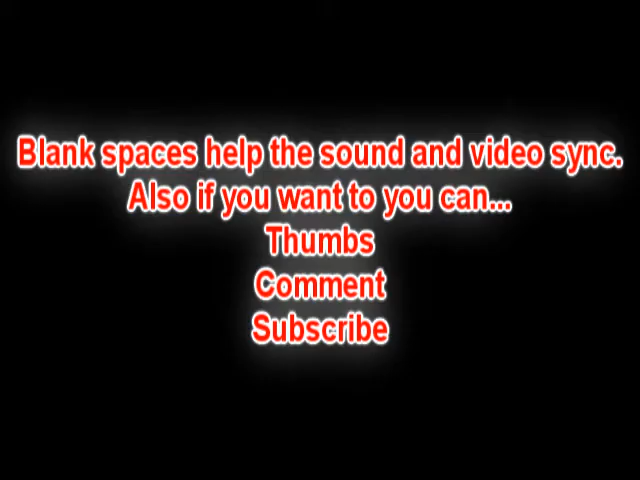 Blank spaces help the sound and video sync.
Also if you want to you can...
Thumbs
Comment
Subscribe